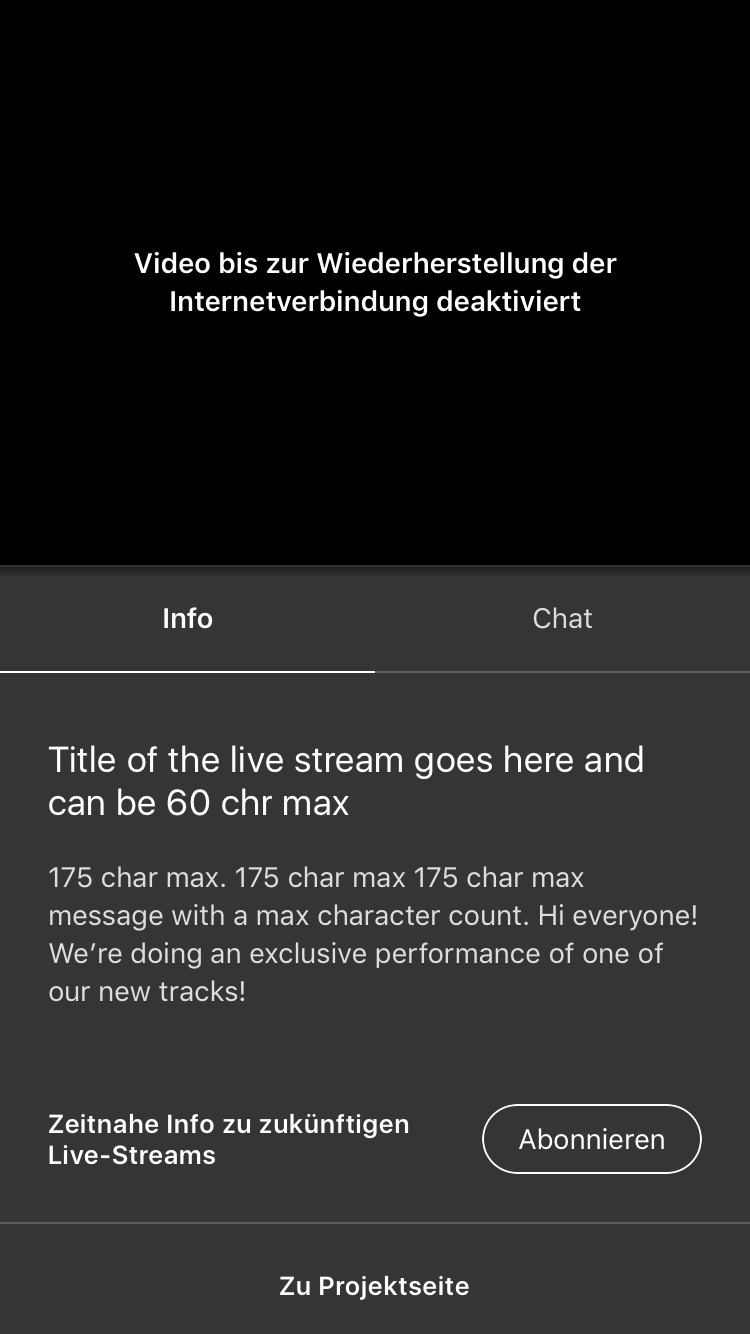 Video bis zur Wiederherstellung der
Internetverbindung deaktiviert
Info
Chat
Title of the live stream goes here and
can be 60 chr max
175 char max. 175 char max 175 char max
message with a max character count. Hi everyone!
We’re doing an exclusive performance of one of
our new tracks!
Zeitnahe Info zu zukünftigen
Live-Streams
Abonnieren
Zu Projektseite